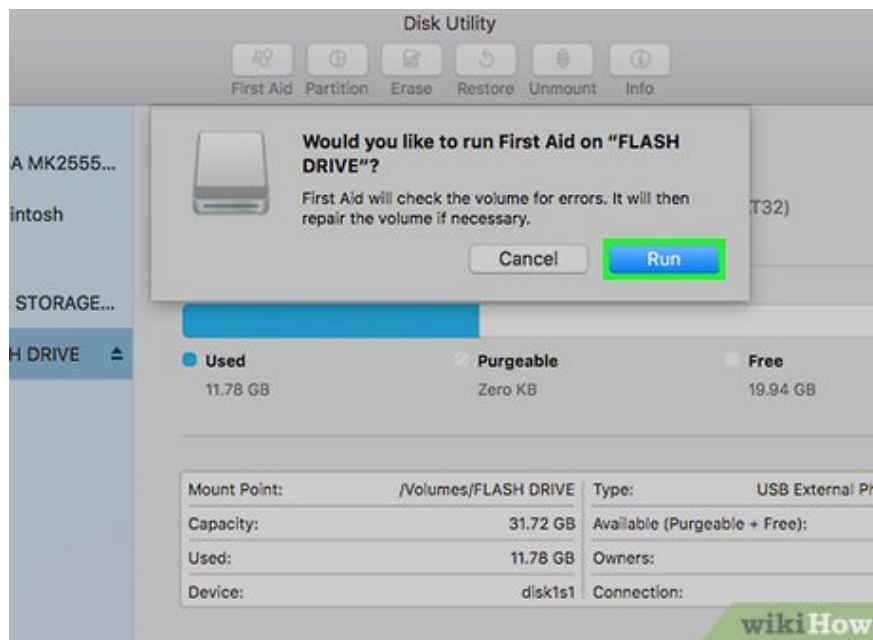 Disk Utility
First Aid Partition Erase Restore Unmount Info
Would you like to run First Aid on “FLASH
DRIVE”?
First Aid will check the volume for errors. It will then
repair the volume if necessary.
Cancel Run
A MK2555...
intosh
T32)
STORAGE...
H DRIVE
Used Purgeable Free
11.78 GB Zero KB 19.94 GB
Mount Point: /Volumes/FLASH DRIVE Type: USB External Ph
Capacity: 31.72 GB Available (Purgeable + Free):
Used: 11.78 GB Owners:
Device: disk1s1 Connection:
wikiHow